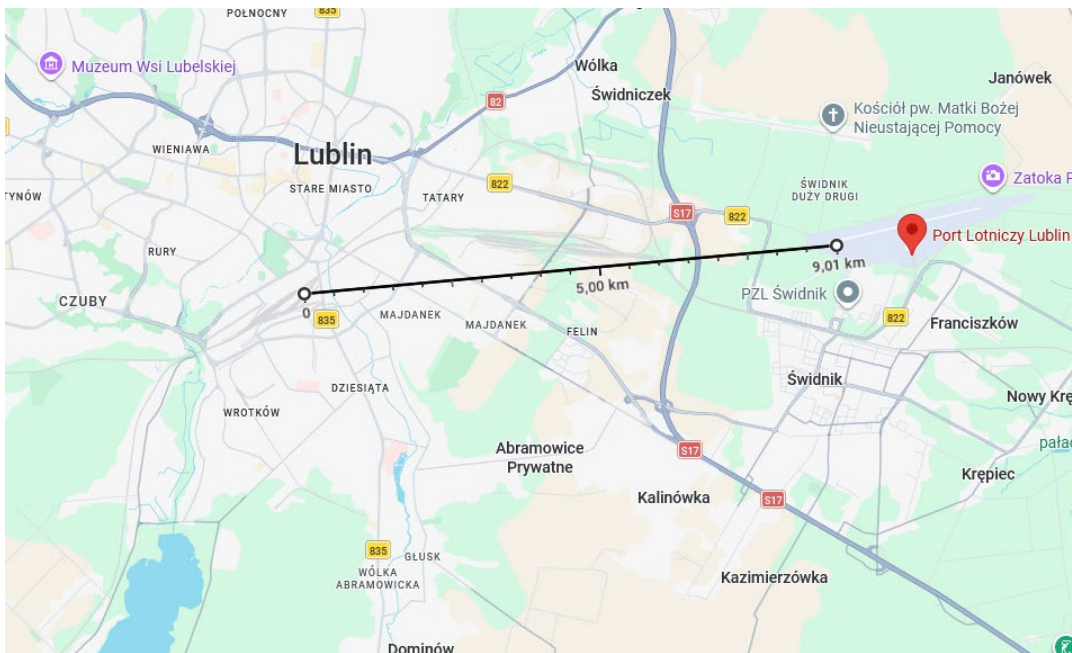 PÓŁNOCNY
835
Muzeum Wsi Lubelskiej
Wólka
Świdniczek
Janówek
82
Kościół pw. Matki Bożej
Nieustającej Pomocy
WIENIAWA
Lublin
STARE MIASTO
822
TATARY
ŚWIDNIK
DUŻY DRUGI
Zatoka P
TYNÓW
S17
822
Port Lotniczy Lublin
RURY
9,01 km
5,00 km
PZL Świdnik
CZUBY
0
835
MAJDANEK
MAJDANEK
FELIN
822
Franciszków
DZIESIĄTA
Świdnik
WROTKÓW
Nowy Krę
Abramowice
Prywatne
S17
pałac
Krępiec
Kalinówka
S17
835
GŁUSK
WÓLKA
ABRAMOWICKA
Kazimierzówka
Dominów